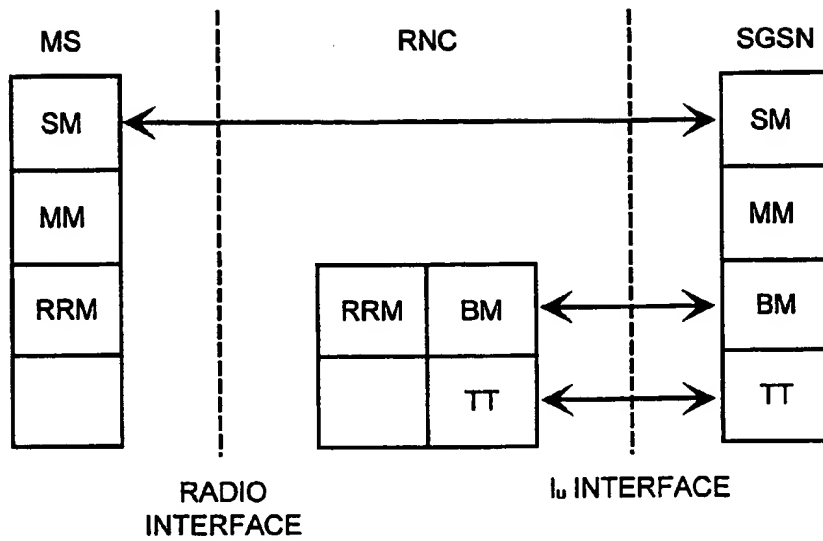 MS
RNC
SGSN
SM
SM
MM
MM
RRM
RRM
BM
BM
TT
TT
RADIO
INTERFACE
Iu INTERFACE